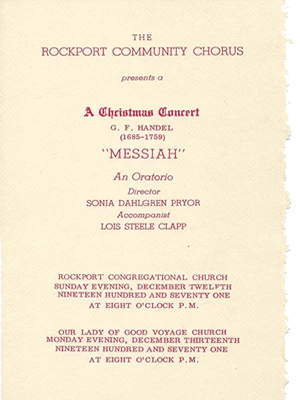 THE
ROCKPORT COMMUNITY CHORUS
presents a
A Christmas Concert
G. F. HANDEL
(1685-1759)
"MESSIAH"
An Oratorio
Director
SONJA DAHLGREN PRYOR
Accompanist
LOIS STEELE CLAPP
ROCKPORT CONGREGATIONAL CHURCH
SUNDAY EVENING, DECEMBER TWELFTH
NINETEEN HUNDRED AND SEVENTY ONE
AT EIGHT O'CLOCK P.M.
OUR LADY OF GOOD VOYAGE CHURCH
MONDAY EVENING, DECEMBER THIRTEENTH
NINETEEN HUNDRED AND SEVENTY ONE
AT EIGHT O'CLOCK P.M.